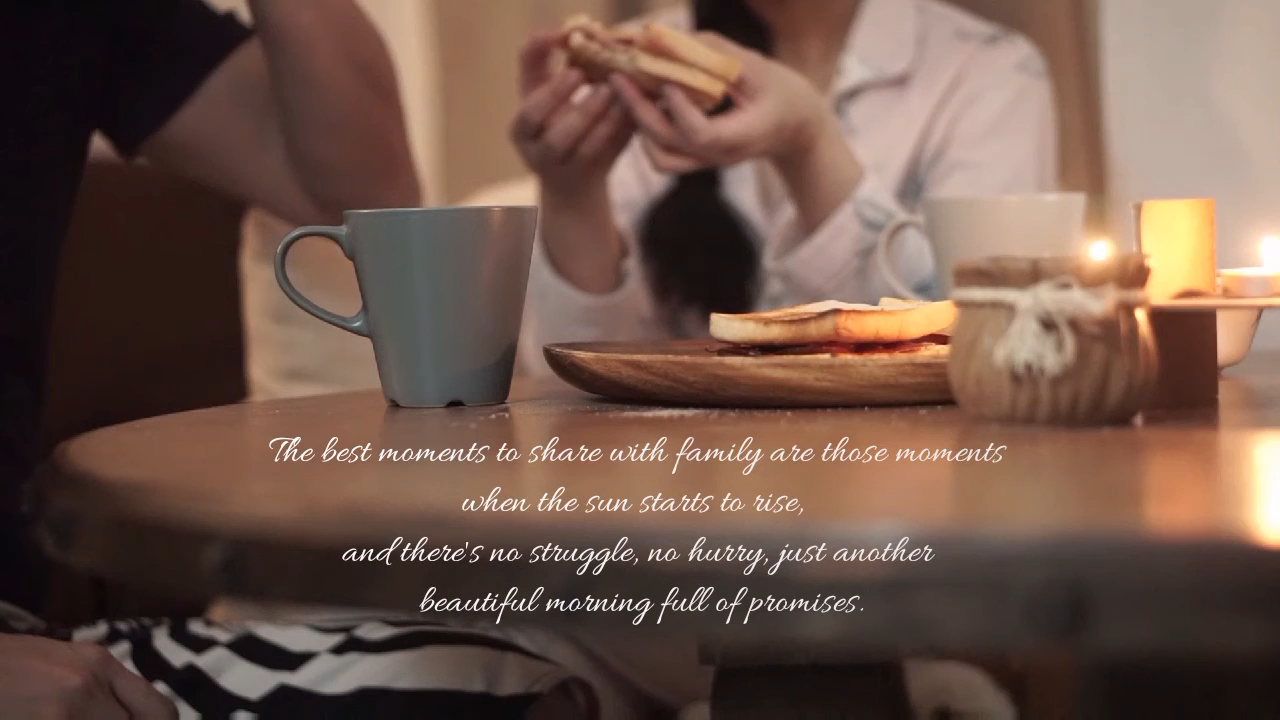 The best moments to share with family are those moments
when the sun starts to rise,
and there's no struggle, no hurry, just another
beautiful morning full of promises.